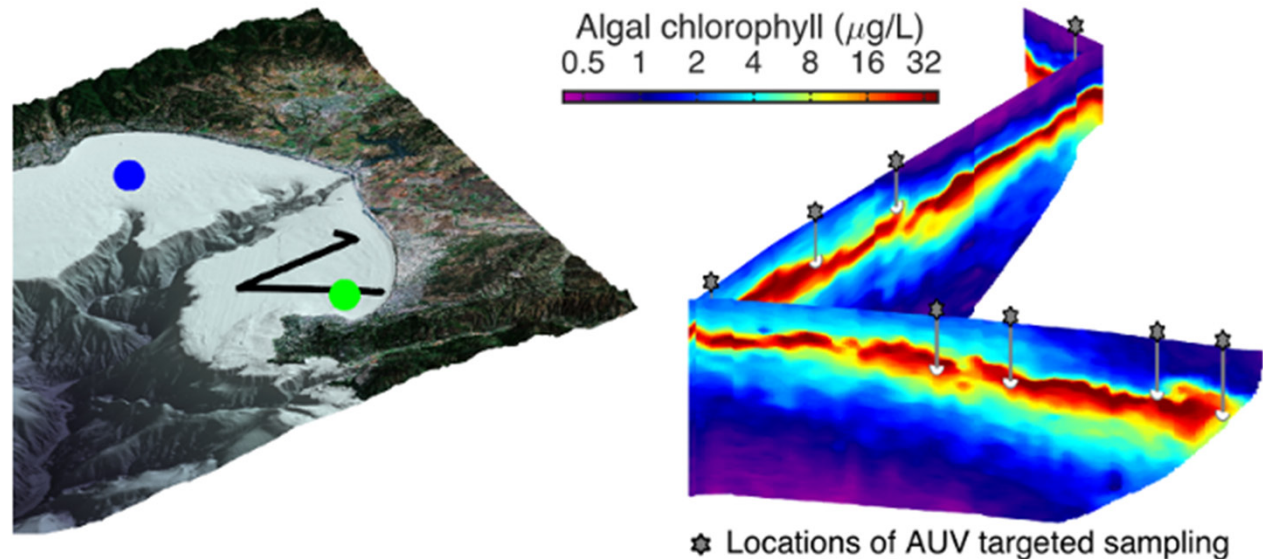 Algal chlorophyll (μg/L)
0.5 1 2 4 8 16 32
Locations of AUV targeted sampling